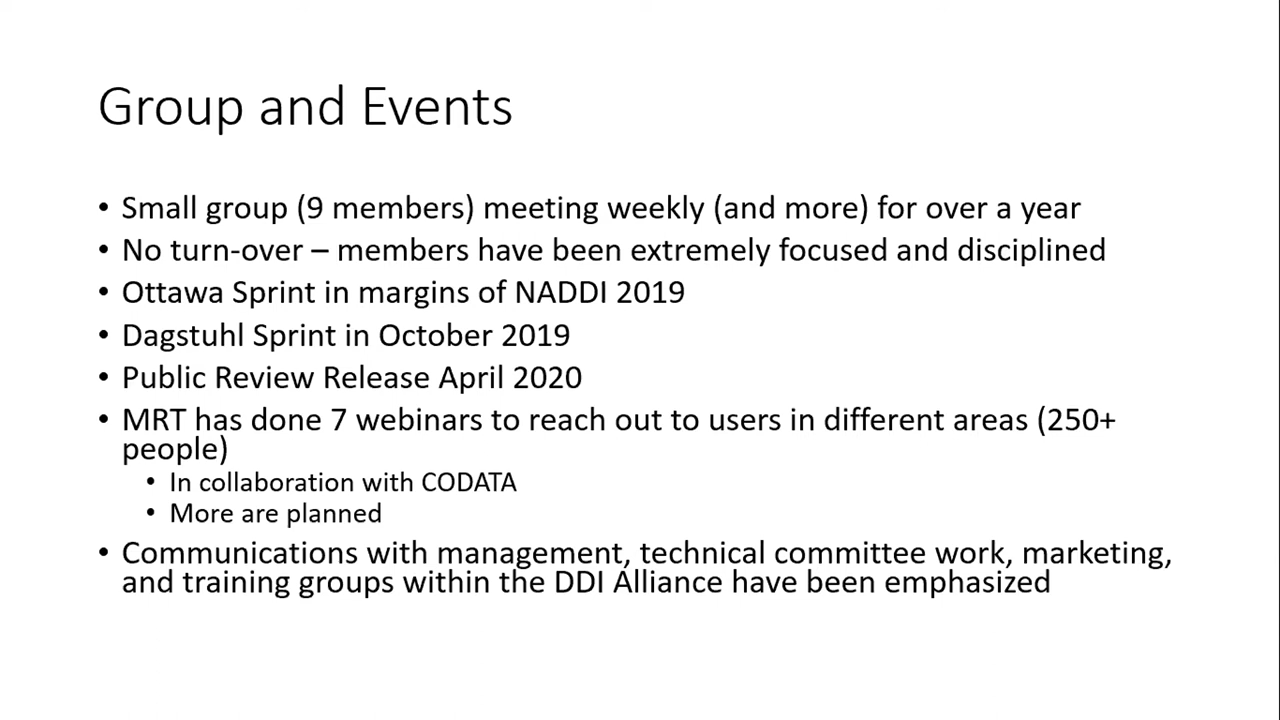 Group and Events
• Small group (9 members) meeting weekly (and more) for over a year
• No turn-over – members have been extremely focused and disciplined
• Ottawa Sprint in margins of NADDI 2019
• Dagstuhl Sprint in October 2019
• Public Review Release April 2020
• MRT has done 7 webinars to reach out to users in different areas (250+
people)
• In collaboration with CODATA
• More are planned
• Communications with management, technical committee work, marketing,
and training groups within the DDI Alliance have been emphasized